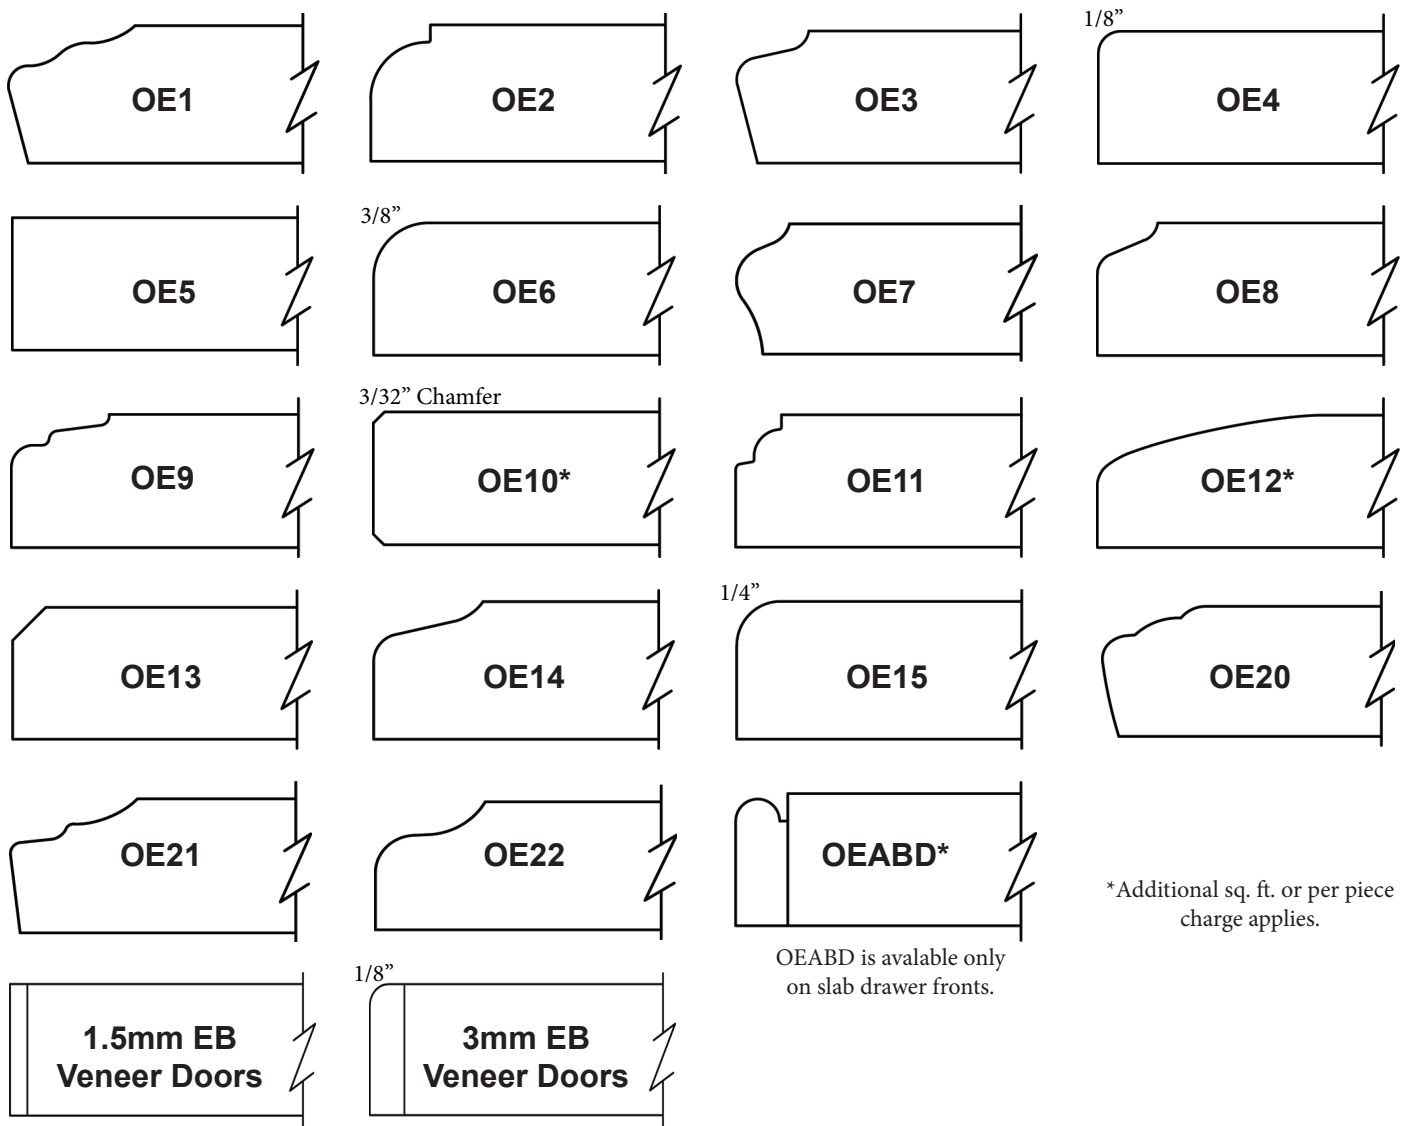 1/8”
OE1
OE2
OE3
OE4
3/8”
OE5
OE6
OE7
OE8
3/32” Chamfer
OE9
OE10*
OE11
OE12*
1/4”
OE13
OE14
OE15
OE20
OE21
OE22
OEABD*
*Additional sq. ft. or per piece
charge applies.
OEABD is avalable only
on slab drawer fronts.
1/8”
1.5mm EB
Veneer Doors
3mm EB
Veneer Doors